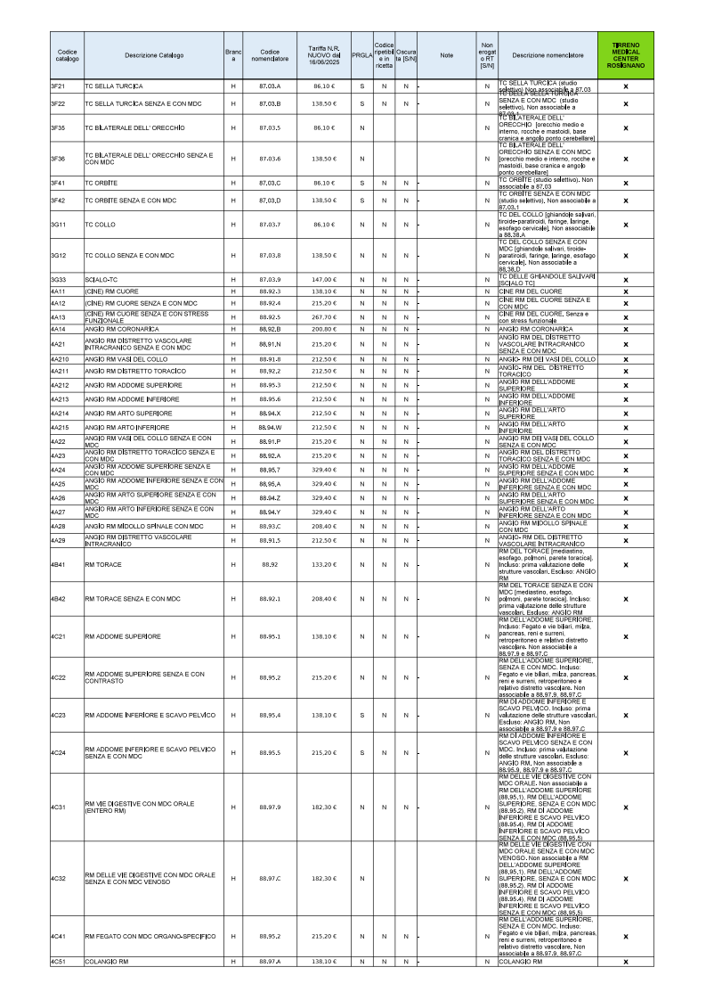 Codice catalogo | Descrizione Catalogo | Branca | Codice nomenclatore | Tariffa N.R. NUOVO dal 16/06/2025 | PRGLA | Codice ripetibile in ricetta | Oscurata [S/N] | Note | Non erogato RT [S/N] | Descrizione nomenclatore | TIRRENO MEDICAL CENTER ROSIGNANO
3F21 | TC SELLA TURCICA | H | 87.03.A | 86,10 € | S | N | N | - | N | TC SELLA TURCICA (studio selettivo) Non associabile a 87.03 | X
3F22 | TC SELLA TURCICA SENZA E CON MDC | H | 87.03.B | 138,50 € | S | N | N | - | N | TC DELLA TURCICA SENZA E CON MDC (studio selettivo). Non associabile a 87.03.1 | X
3F35 | TC BILATERALE DELL' ORECCHIO | H | 87.03.5 | 86,10 € | N | | | | N | TC BILATERALE DELL' ORECCHIO [orecchio medio e interno, rocche e mastoidi, base cranica e angolo ponto cerebellare] | X
3F36 | TC BILATERALE DELL' ORECCHIO SENZA E CON MDC | H | 87.03.6 | 138,50 € | N | | | | N | TC BILATERALE DELL' ORECCHIO SENZA E CON MDC [orecchio medio e interno, rocche e mastoidi, base cranica e angolo ponto cerebellare] | X
3F41 | TC ORBITE | H | 87.03.C | 86,10 € | S | N | N | - | N | TC ORBITE (studio selettivo). Non associabile a 87.03 | X
3F42 | TC ORBITE SENZA E CON MDC | H | 87.03.D | 138,50 € | S | N | N | - | N | TC ORBITE SENZA E CON MDC (studio selettivo). Non associabile a 87.03.1 | X
3G11 | TC COLLO | H | 87.03.7 | 86,10 € | N | N | N | - | N | TC DEL COLLO [ghiandole salivari, tiroide-paratiroidi, faringe, laringe, esofago cervicale]. Non associabile a 88.38.A | X
3G12 | TC COLLO SENZA E CON MDC | H | 87.03.8 | 138,50 € | N | N | N | - | N | TC DEL COLLO SENZA E CON MDC [ghiandole salivari, tiroide-paratiroidi, faringe, laringe, esofago cervicale]. Non associabile a 88.38.D | X
3G33 | SCIALO-TC | H | 87.03.9 | 147,00 € | N | N | N | - | N | TC DELLE GHIANDOLE SALIVARI [SCIALO TC] | X
4A11 | (CINE) RM CUORE | H | 88.92.3 | 138,10 € | N | N | N | - | N | CINE RM DEL CUORE | X
4A12 | (CINE) RM CUORE SENZA E CON MDC | H | 88.92.4 | 215,20 € | N | N | N | - | N | CINE RM DEL CUORE SENZA E CON MDC | X
4A13 | (CINE) RM CUORE SENZA E CON STRESS FUNZIONALE | H | 88.92.5 | 267,70 € | N | N | N | - | N | CINE RM DEL CUORE, Senza e con stress funzionale | X
4A14 | ANGIO RM CORONARICA | H | 88.92.B | 200,80 € | N | N | N | - | N | ANGIO RM CORONARICA | X
4A21 | ANGIO RM DISTRETTO VASCOLARE INTRACRANICO SENZA E CON MDC | H | 88.91.N | 215,20 € | N | N | N | - | N | ANGIO RM DEL DISTRETTO VASCOLARE INTRACRANICO SENZA E CON MDC | X
4A210 | ANGIO RM VASI DEL COLLO | H | 88.91.8 | 212,50 € | N | N | N | - | N | ANGIO- RM DEI VASI DEL COLLO | X
4A211 | ANGIO RM DISTRETTO TORACICO | H | 88.92.2 | 212,50 € | N | N | N | - | N | ANGIO- RM DEL DISTRETTO TORACICO | X
4A212 | ANGIO RM ADDOME SUPERIORE | H | 88.95.3 | 212,50 € | N | N | N | - | N | ANGIO RM DELL'ADDOME SUPERIORE | X
4A213 | ANGIO RM ADDOME INFERIORE | H | 88.95.6 | 212,50 € | N | N | N | - | N | ANGIO RM DELL'ADDOME INFERIORE | X
4A214 | ANGIO RM ARTO SUPERIORE | H | 88.94.X | 212,50 € | N | N | N | - | N | ANGIO RM DELL'ARTO SUPERIORE | X
4A215 | ANGIO RM ARTO INFERIORE | H | 88.94.W | 212,50 € | N | N | N | - | N | ANGIO RM DELL'ARTO INFERIORE | X
4A22 | ANGIO RM VASI DEL COLLO SENZA E CON MDC | H | 88.91.P | 215,20 € | N | N | N | - | N | ANGIO RM DEI VASI DEL COLLO SENZA E CON MDC | X
4A23 | ANGIO RM DISTRETTO TORACICO SENZA E CON MDC | H | 88.92.A | 215,20 € | N | N | N | - | N | ANGIO RM DEL DISTRETTO TORACICO SENZA E CON MDC | X
4A24 | ANGIO RM ADDOME SUPERIORE SENZA E CON MDC | H | 88.95.7 | 329,40 € | N | N | N | - | N | ANGIO RM DELL'ADDOME SUPERIORE SENZA E CON MDC | X
4A25 | ANGIO RM ADDOME INFERIORE SENZA E CON MDC | H | 88.95.A | 329,40 € | N | N | N | - | N | ANGIO RM DELL'ADDOME INFERIORE SENZA E CON MDC | X
4A26 | ANGIO RM ARTO SUPERIORE SENZA E CON MDC | H | 88.94.Z | 329,40 € | N | N | N | - | N | ANGIO RM DELL'ARTO SUPERIORE SENZA E CON MDC | X
4A27 | ANGIO RM ARTO INFERIORE SENZA E CON MDC | H | 88.94.Y | 329,40 € | N | N | N | - | N | ANGIO RM DELL'ARTO INFERIORE SENZA E CON MDC | X
4A28 | ANGIO RM MIDOLLO SPINALE CON MDC | H | 88.93.C | 208,40 € | N | N | N | - | N | ANGIO RM MIDOLLO SPINALE CON MDC | X
4A29 | ANGIO RM DISTRETTO VASCOLARE INTRACRANICO | H | 88.91.5 | 212,50 € | N | N | N | - | N | ANGIO- RM DEL DISTRETTO VASCOLARE INTRACRANICO | X
4B41 | RM TORACE | H | 88.92 | 133,20 € | N | N | N | - | N | RM DEL TORACE [mediastino, esofago, polmoni, parete toracica]. Incluso: prima valutazione delle strutture vascolari. Escluso: ANGIO RM | X
4B42 | RM TORACE SENZA E CON MDC | H | 88.92.1 | 208,40 € | N | N | N | - | N | RM DEL TORACE SENZA E CON MDC [mediastino, esofago, polmoni, parete toracica]. Incluso: prima valutazione delle strutture vascolari. Escluso: ANGIO RM | X
4C21 | RM ADDOME SUPERIORE | H | 88.95.1 | 138,10 € | N | N | N | - | N | RM DELL'ADDOME SUPERIORE. Incluso: Fegato e vie biliari, milza, pancreas, reni e surreni, retroperitoneo e relativo distretto vascolare. Non associabile a 88.97.9 e 88.97.C | X
4C22 | RM ADDOME SUPERIORE SENZA E CON CONTRASTO | H | 88.95.2 | 215,20 € | N | N | N | - | N | RM DELL'ADDOME SUPERIORE, SENZA E CON MDC. Incluso: Fegato e vie biliari, milza, pancreas, reni e surreni, retroperitoneo e relativo distretto vascolare. Non associabile a 88.97.9, 88.97.C | X
4C23 | RM ADDOME INFERIORE E SCAVO PELVICO | H | 88.95.4 | 138,10 € | S | N | N | - | N | RM DI ADDOME INFERIORE E SCAVO PELVICO. Incluso: prima valutazione delle strutture vascolari. Escluso: ANGIO RM. Non associabile a 88.97.9 e 88.97.C | X
4C24 | RM ADDOME INFERIORE E SCAVO PELVICO SENZA E CON MDC | H | 88.95.5 | 215,20 € | S | N | N | - | N | RM DI ADDOME INFERIORE E SCAVO PELVICO SENZA E CON MDC. Incluso: prima valutazione delle strutture vascolari. Escluso: ANGIO RM. Non associabile a 88.95.9, 88.97.9 e 88.97.C | X
4C31 | RM VIE DIGESTIVE CON MDC ORALE (ENTERO RM) | H | 88.97.9 | 182,30 € | N | N | N | - | N | RM DELLE VIE DIGESTIVE CON MDC ORALE. Non associabile a RM DELL'ADDOME SUPERIORE (88.95.1), RM DELL'ADDOME SUPERIORE, SENZA E CON MDC (88.95.2), RM DI ADDOME INFERIORE E SCAVO PELVICO (88.95.4), RM DI ADDOME INFERIORE E SCAVO PELVICO SENZA E CON MDC (88.95.5) | X
4C32 | RM DELLE VIE DIGESTIVE CON MDC ORALE SENZA E CON MDC VENOSO | H | 88.97.C | 182,30 € | N | | | | N | RM DELLE VIE DIGESTIVE CON MDC ORALE SENZA E CON MDC VENOSO. Non associabile a RM DELL'ADDOME SUPERIORE (88.95.1), RM DELL'ADDOME SUPERIORE, SENZA E CON MDC (88.95.2), RM DI ADDOME INFERIORE E SCAVO PELVICO (88.95.4), RM DI ADDOME INFERIORE E SCAVO PELVICO SENZA E CON MDC (88.95.5) | X
4C41 | RM FEGATO CON MDC ORGANO-SPECIFICO | H | 88.95.2 | 215,20 € | N | N | N | - | N | RM DELL'ADDOME SUPERIORE, SENZA E CON MDC. Incluso: Fegato e vie biliari, milza, pancreas, reni e surreni, retroperitoneo e relativo distretto vascolare. Non associabile a 88.97.9, 88.97.C | X
4C51 | COLANGIO RM | H | 88.97.A | 138,10 € | N | N | N | - | N | COLANGIO RM | X